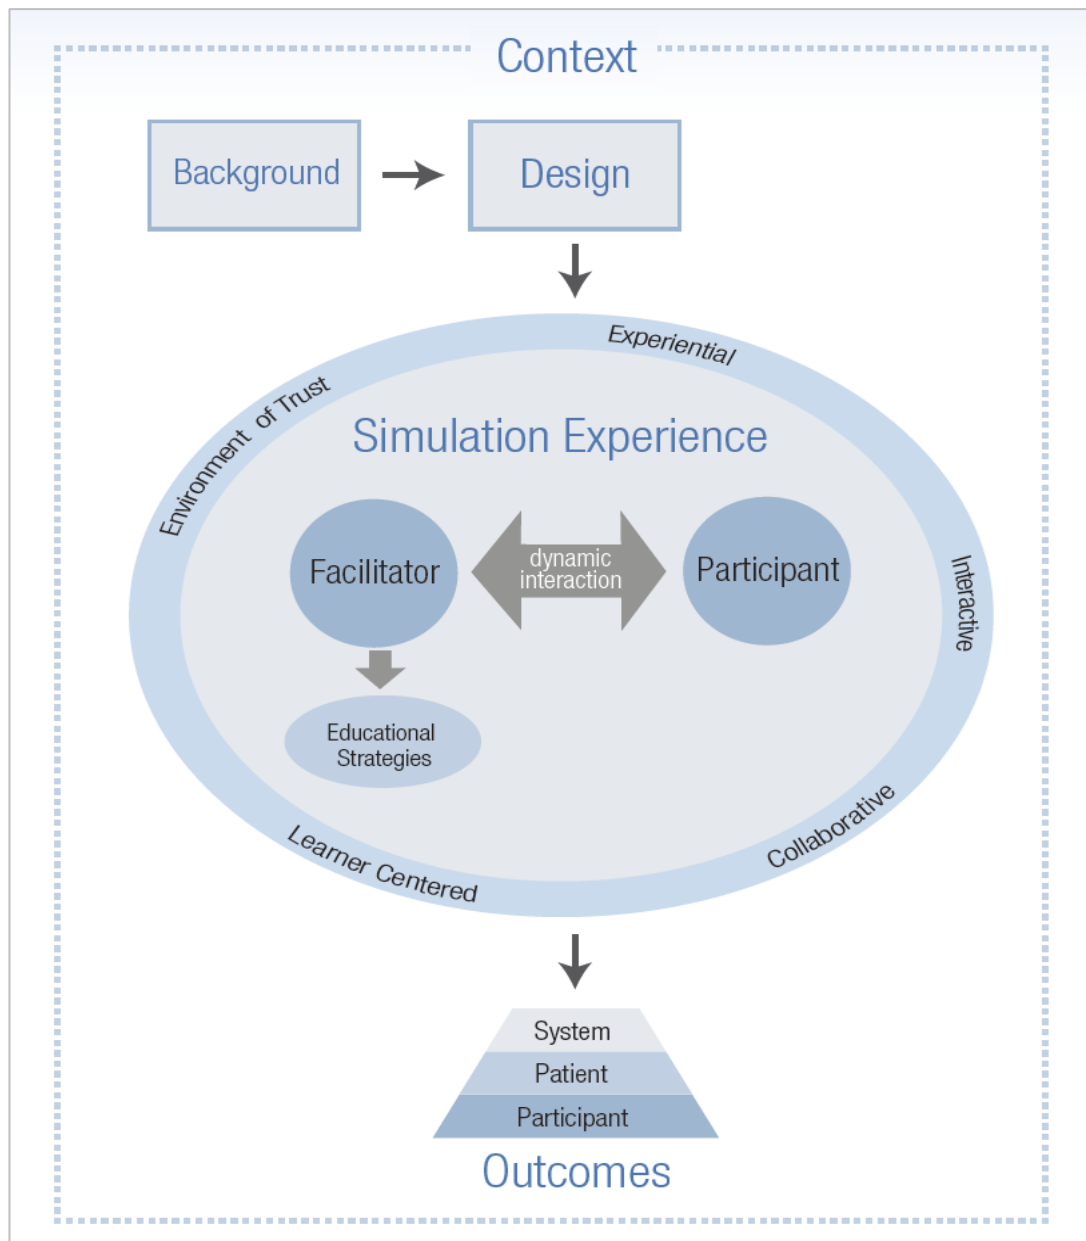 Context
Background
Design
Experiential
Environment of Trust
Simulation Experience
Facilitator
dynamic
interaction
Participant
Interactive
Educational
Strategies
Learner Centered
Collaborative
System
Patient
Participant
Outcomes